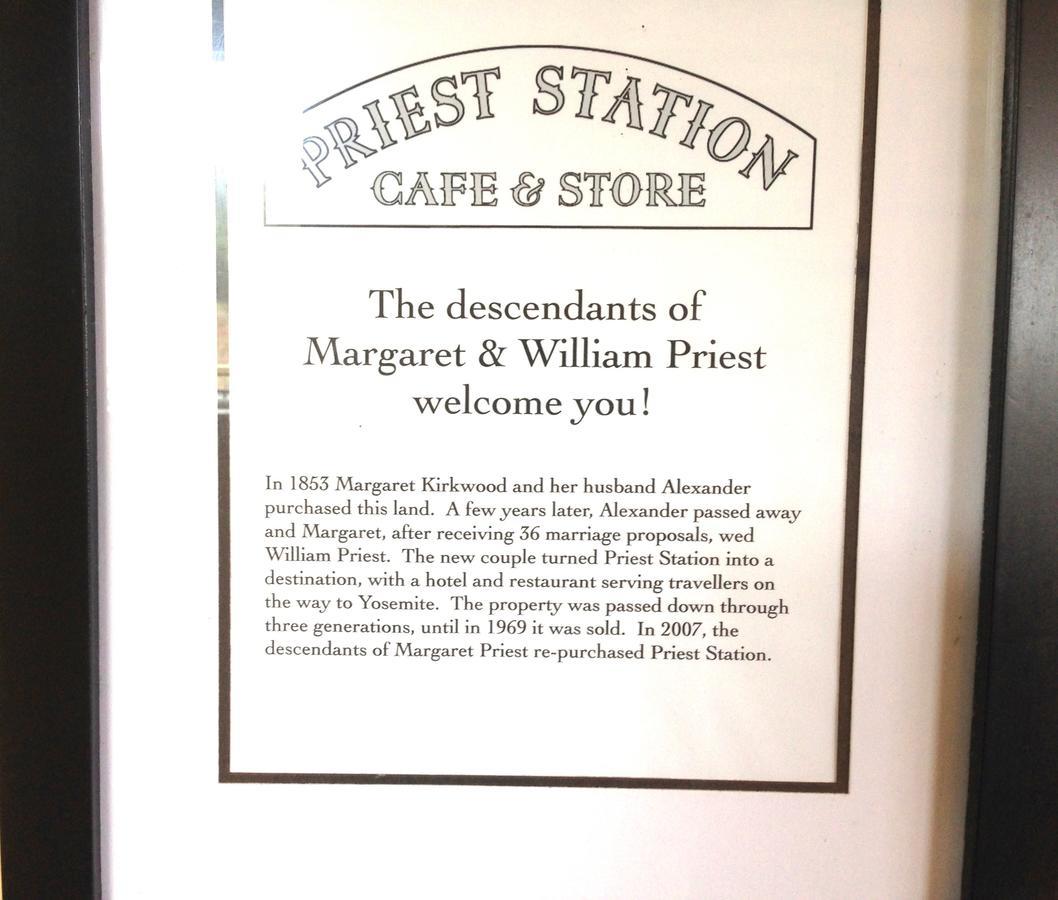 PRIEST STATION
CAFE & STORE
The descendants of
Margaret & William Priest
welcome you!
In 1853 Margaret Kirkwood and her husband Alexander
purchased this land. A few years later, Alexander passed away
and Margaret, after receiving 36 marriage proposals, wed
William Priest. The new couple turned Priest Station into a
destination, with a hotel and restaurant serving travellers on
the way to Yosemite. The property was passed down through
three generations, until in 1969 it was sold. In 2007, the
descendants of Margaret Priest re-purchased Priest Station.